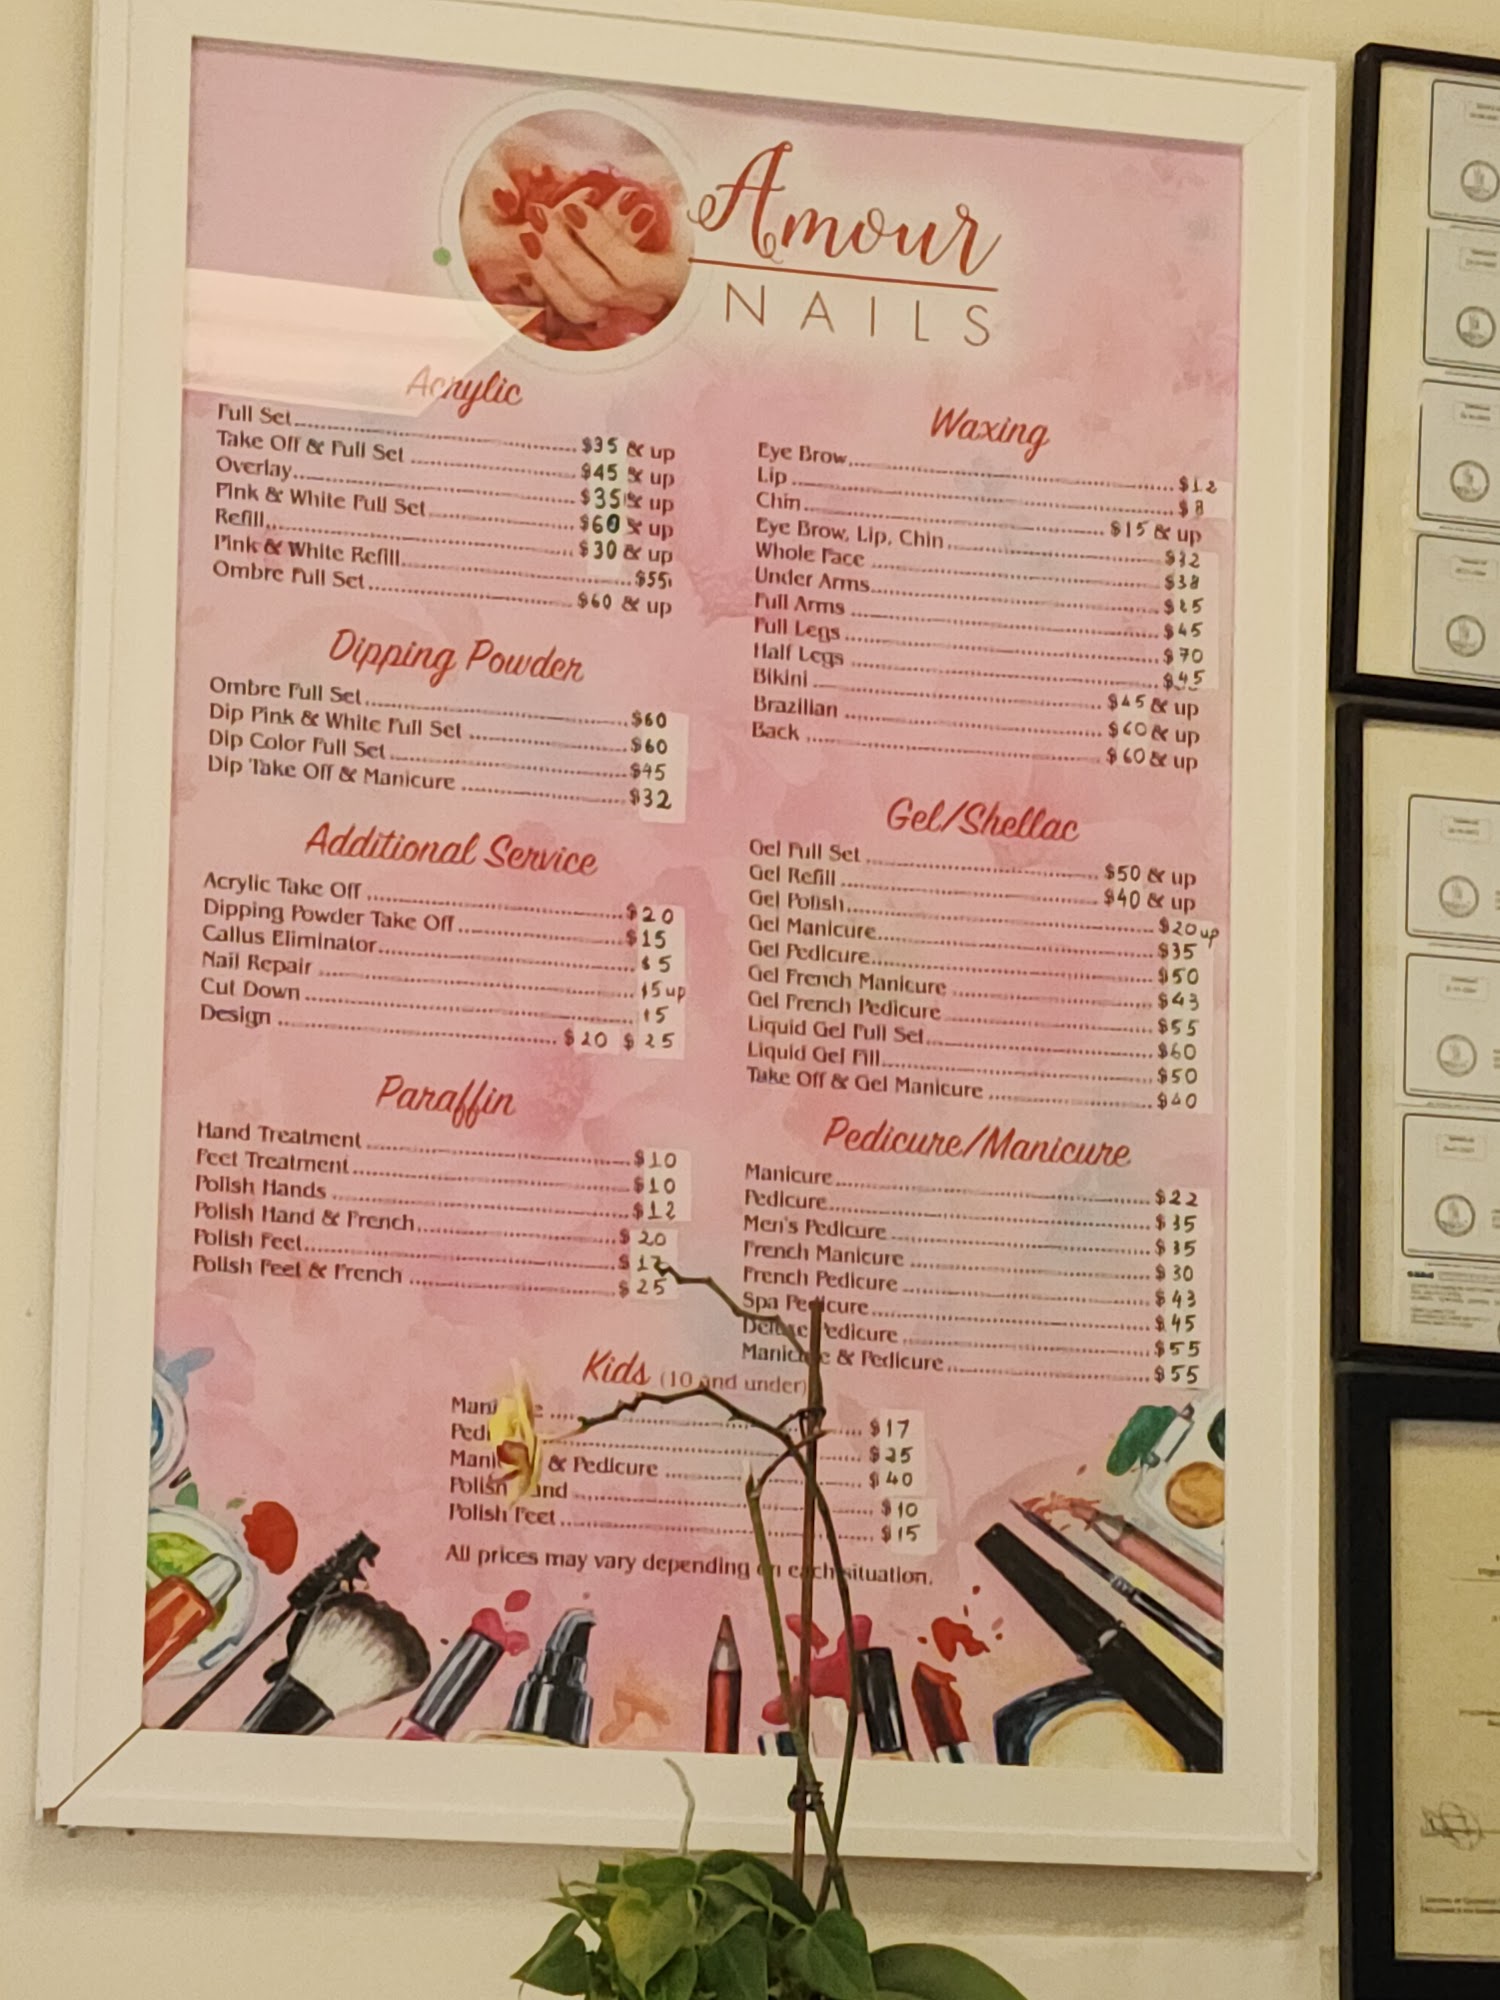 Amour
NAILS
Acrylic
Full Set $35 & up
Take Off & Full Set $45 & up
Overlay $35 & up
Pink & White Full Set $60 & up
Refill $30 & up
Pink & White Refill $55
Ombre Full Set $60 & up
Dipping Powder
Ombre Full Set $60
Dip Pink & White Full Set $60
Dip Color Full Set $45
Dip Take Off & Manicure $32
Additional Service
Acrylic Take Off $20
Dipping Powder Take Off $15
Callus Eliminator $5
Nail Repair $5 up
Cut Down $5
Design $20 $25
Paraffin
Hand Treatment $10
Feet Treatment $10
Polish Hands $12
Polish Hand & French $20
Polish Feet
Polish Feet & French $25
Waxing
Eye Brow $12
Lip $8
Chin $15 & up
Eye Brow, Lip, Chin $32
Whole Face $38
Under Arms
Full Arms $45
Full Legs $70
Half Legs $45
Bikini $45 & up
Brazilian $60 & up
Back $60 & up
Gel/Shellac
Gel Full Set $50 & up
Gel Refill $40 & up
Gel Polish $20 up
Gel Manicure $35
Gel Pedicure $50
Gel French Manicure $43
Gel French Pedicure $55
Liquid Gel Full Set $60
Liquid Gel Fill $50
Take Off & Gel Manicure $40
Pedicure/Manicure
Manicure $22
Pedicure $35
Men's Pedicure $35
French Manicure $30
French Pedicure $43
Spa Pedicure $45
Deluxe Pedicure $55
Manicure & Pedicure $55
Kids (10 and under)
Manicure $17
Pedi $25
Mani & Pedicure $40
Polish Hand $10
Polish Feet $15
All prices may vary depending on each situation.